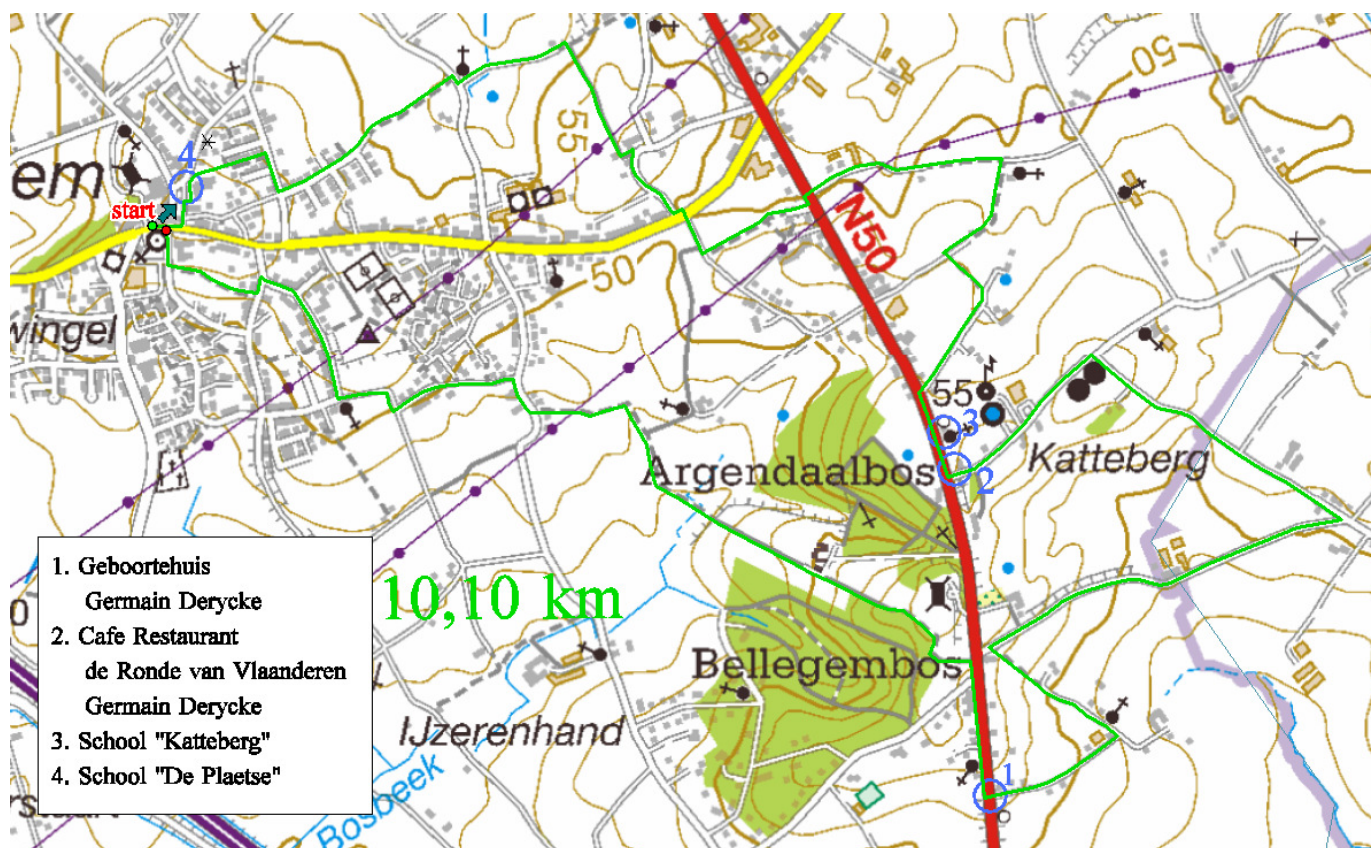 50
55
em
4
start
N50
50
wingel
55
3
2
Katteberg
Argendaalbos
1. Geboortehuis
Germain Derycke
2. Cafe Restaurant
de Ronde van Vlaanderen
Germain Derycke
3. School "Katteberg"
4. School "De Plaetse"
10,10 km
Bellegembos
IJzerenhand
Bosbeek
1